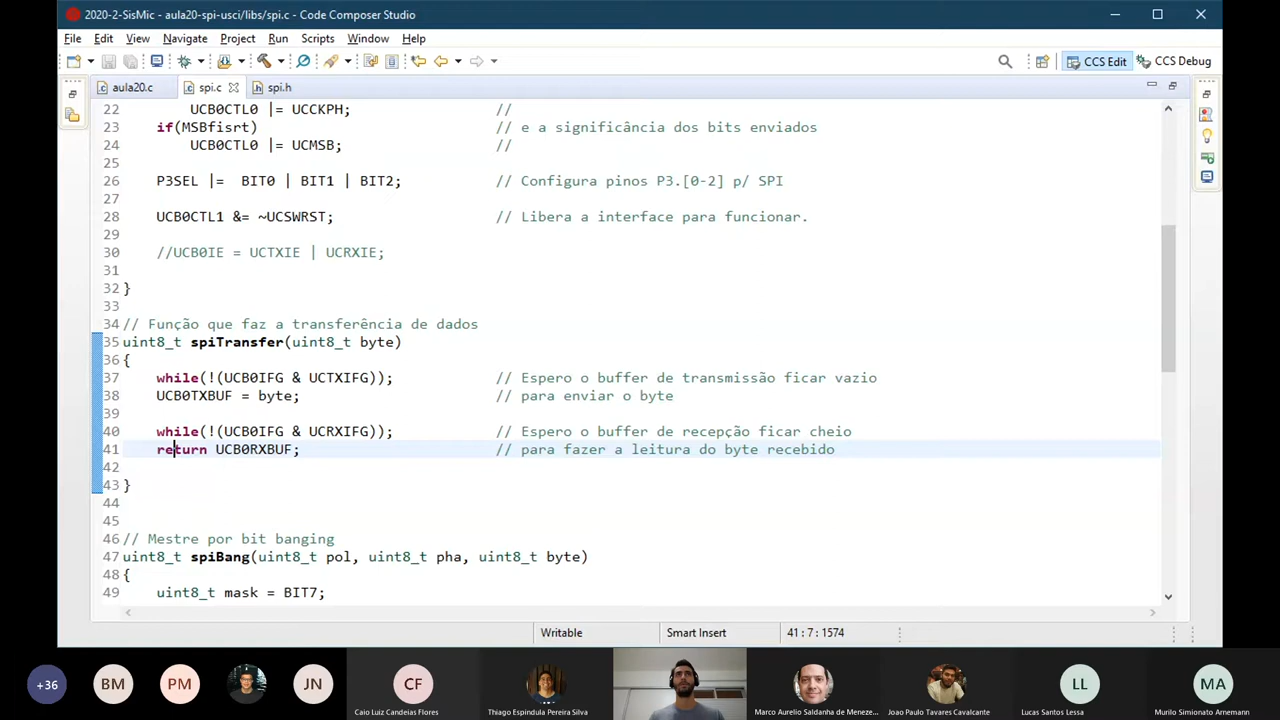 2020-2-SisMic - aula20-spi-usci/libs/spi.c - Code Composer Studio
File Edit View Navigate Project Run Scripts Window Help
CCS Edit CCS Debug
aula20.c spi.c spi.h
22 UCB0CTL0 |= UCCKPH; //
23 if(MSBfisrt) // e a significância dos bits enviados
24 UCB0CTL0 |= UCMSB; //
25
26 P3SEL |= BIT0 | BIT1 | BIT2; // Configura pinos P3.[0-2] p/ SPI
27
28 UCB0CTL1 &= ~UCSWRST; // Libera a interface para funcionar.
29
30 //UCB0IE = UCTXIE | UCRXIE;
31
32 }
33
34 // Função que faz a transferência de dados
35 uint8_t spiTransfer(uint8_t byte)
36 {
37 while(!(UCB0IFG & UCTXIFG)); // Espero o buffer de transmissão ficar vazio
38 UCB0TXBUF = byte; // para enviar o byte
39
40 while(!(UCB0IFG & UCRXIFG)); // Espero o buffer de recepção ficar cheio
41 return UCB0RXBUF; // para fazer a leitura do byte recebido
42
43 }
44
45
46 // Mestre por bit banging
47 uint8_t spiBang(uint8_t pol, uint8_t pha, uint8_t byte)
48 {
49 uint8_t mask = BIT7;
Writable Smart Insert 41 : 7 : 1574
+36 BM PM JN CF LL MA
Caio Luiz Candeias Flores Thiago Espindula Pereira Silva Marco Aurelio Saldanha de Meneze... Joao Paulo Tavares Cavalcante Lucas Santos Lessa Murilo Simionato Arnemann